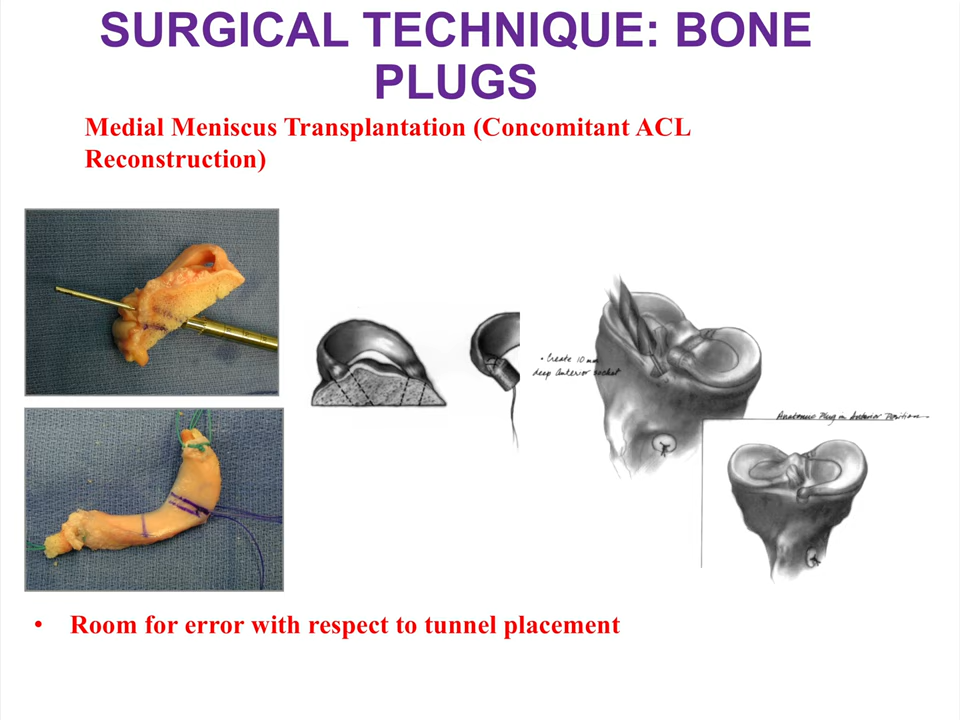 SURGICAL TECHNIQUE: BONE
PLUGS
Medial Meniscus Transplantation (Concomitant ACL
Reconstruction)
• Create 10 mm
deep anterior socket
Anatomic Plug in Anterior Position
• Room for error with respect to tunnel placement